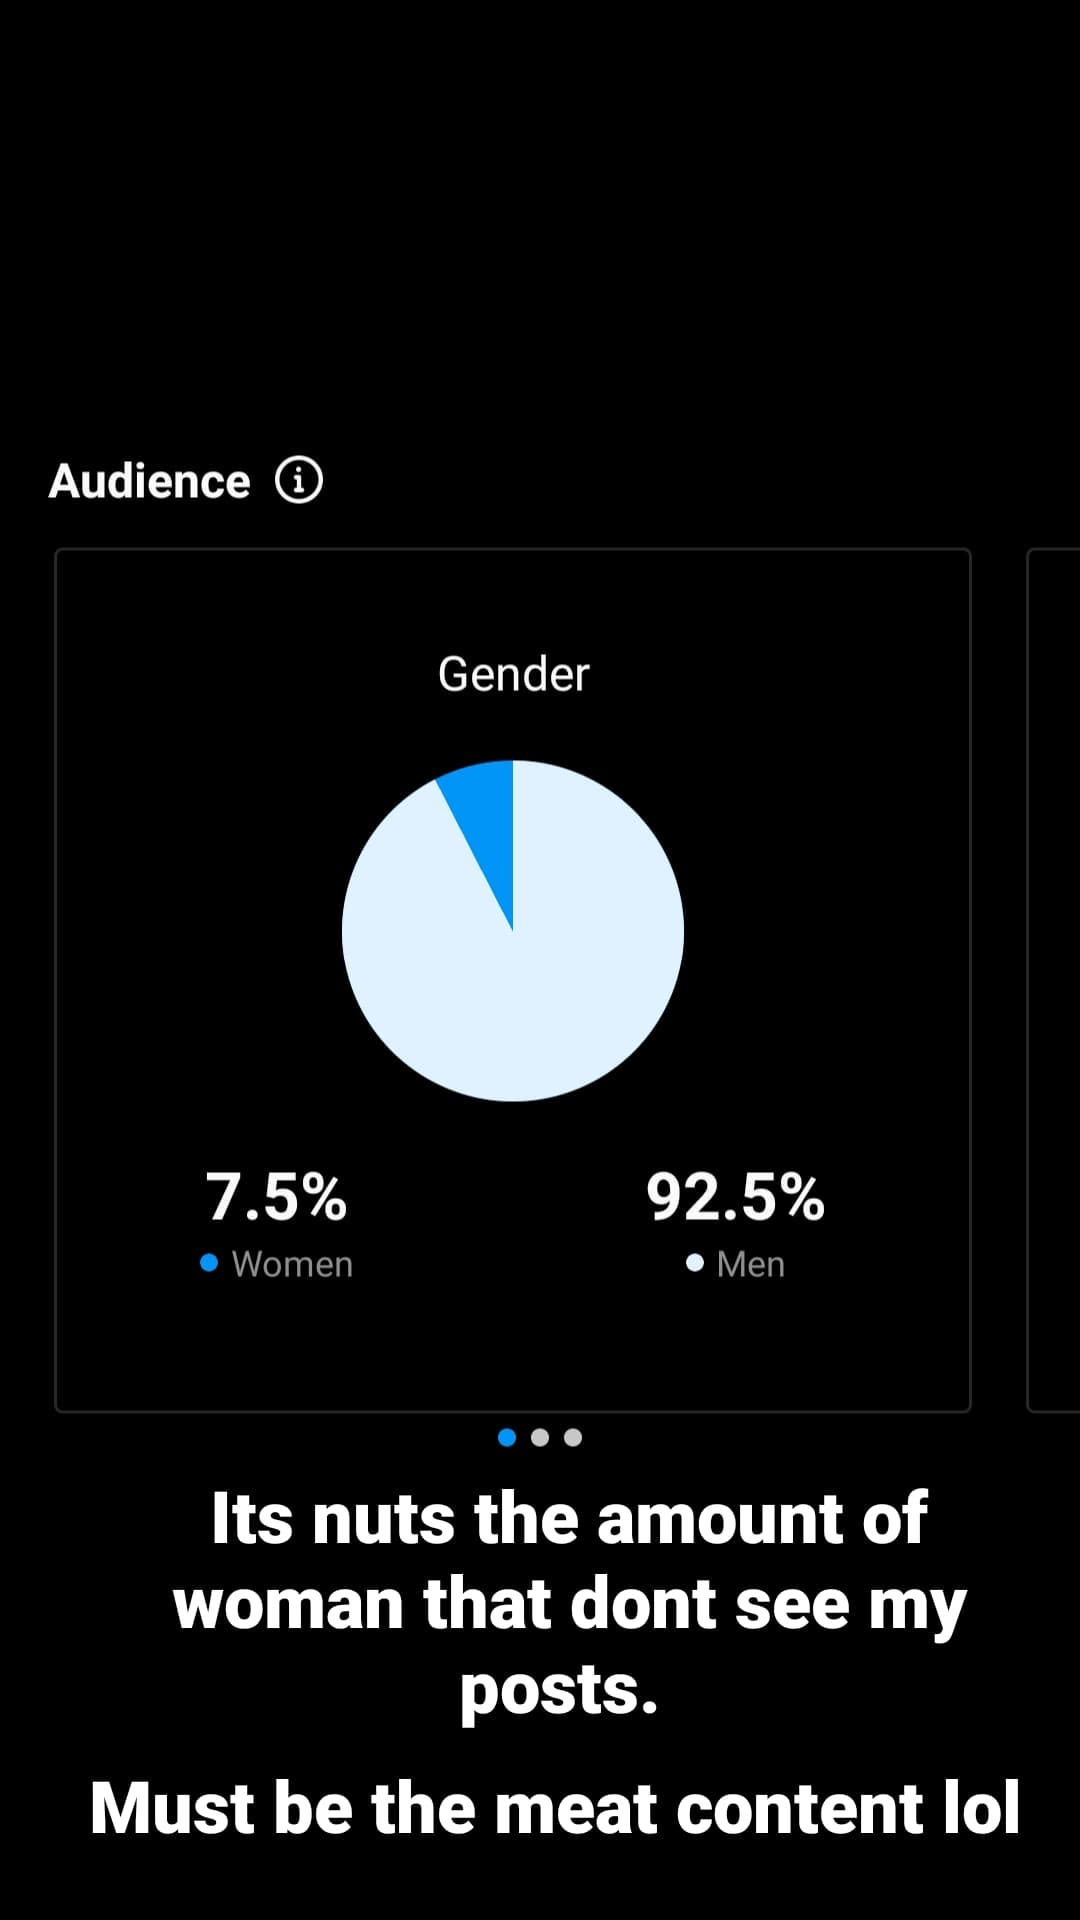 Audience
Gender
7.5%
92.5%
Women
Men
Its nuts the amount of
woman that dont see my
posts.
Must be the meat content lol